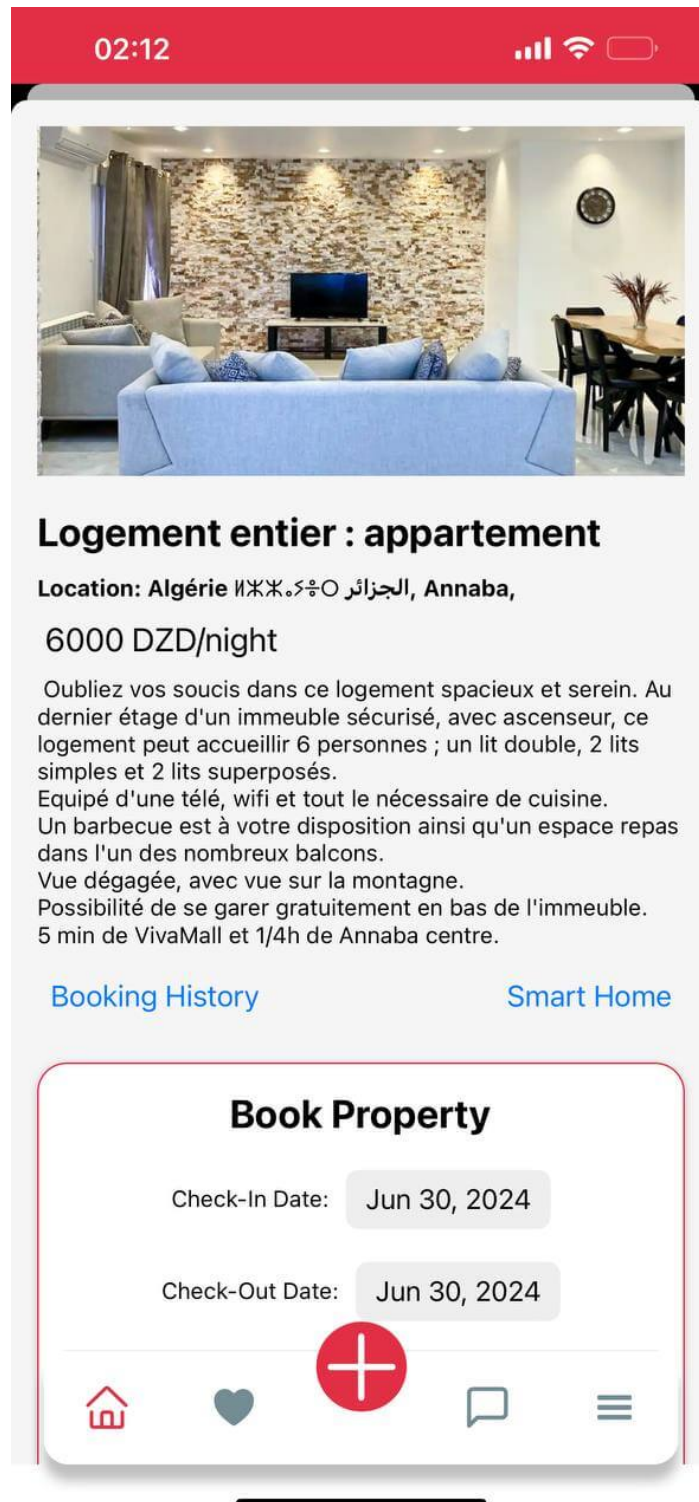 02:12
Logement entier : appartement
Location: Algérie ⵍⵣⵣⴰⵢⴻⵔ الجزائر, Annaba,
6000 DZD/night
Oubliez vos soucis dans ce logement spacieux et serein. Au
dernier étage d'un immeuble sécurisé, avec ascenseur, ce
logement peut accueillir 6 personnes ; un lit double, 2 lits
simples et 2 lits superposés.
Equipé d'une télé, wifi et tout le nécessaire de cuisine.
Un barbecue est à votre disposition ainsi qu'un espace repas
dans l'un des nombreux balcons.
Vue dégagée, avec vue sur la montagne.
Possibilité de se garer gratuitement en bas de l'immeuble.
5 min de VivaMall et 1/4h de Annaba centre.
Booking History
Smart Home
Book Property
Check-In Date: Jun 30, 2024
Check-Out Date: Jun 30, 2024